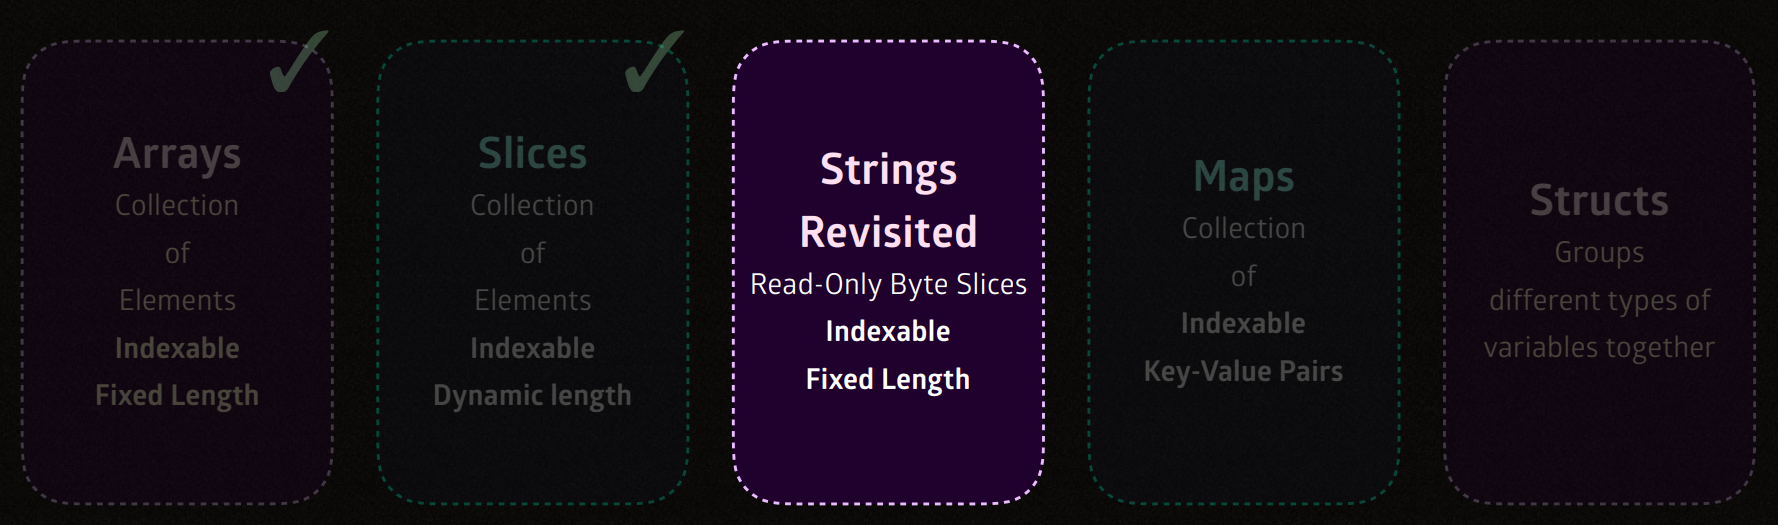 Arrays
Collection
of
Elements
Indexable
Fixed Length
Slices
Collection
of
Elements
Indexable
Dynamic length
Strings
Revisited
Read-Only Byte Slices
Indexable
Fixed Length
Maps
Collection
of
Indexable
Key-Value Pairs
Structs
Groups
different types of
variables together